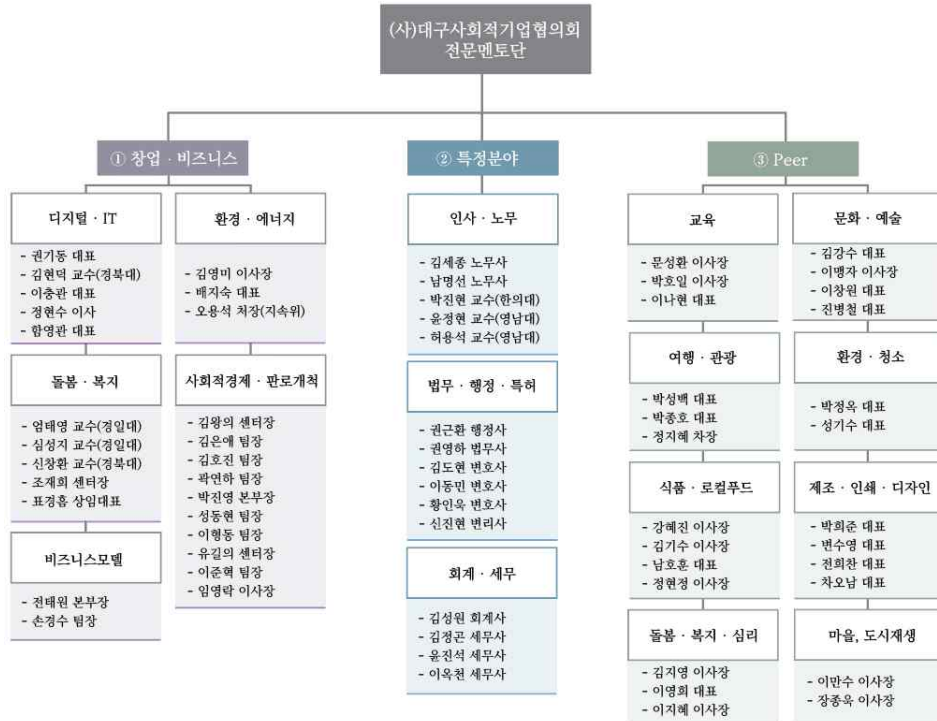 (사)대구사회적기업협의회
전문멘토단
① 창업 · 비즈니스
디지털 · IT
- 권기동 대표
- 김현덕 교수(경북대)
- 이충관 대표
- 정현수 이사
- 함영관 대표
환경 · 에너지
- 김영미 이사장
- 배지숙 대표
- 오용석 처장(지속위)
돌봄 · 복지
- 엄태영 교수(경일대)
- 심성지 교수(경일대)
- 신창환 교수(경북대)
- 조재희 센터장
- 표경흠 상임대표
사회적경제 · 판로개척
- 김왕의 센터장
- 김은애 팀장
- 김호진 팀장
- 곽연하 팀장
- 박진영 본부장
- 성동현 팀장
- 이형동 팀장
- 유길의 센터장
- 이준혁 팀장
- 임영락 이사장
비즈니스모델
- 전태원 본부장
- 손경수 팀장
② 특정분야
인사 · 노무
- 김세종 노무사
- 남명선 노무사
- 박진현 교수(한의대)
- 윤정현 교수(영남대)
- 허용석 교수(영남대)
법무 · 행정 · 특허
- 권근환 행정사
- 권영하 법무사
- 김도현 변호사
- 이동민 변호사
- 황인욱 변호사
- 신진현 변리사
회계 · 세무
- 김성원 회계사
- 김정곤 세무사
- 윤진석 세무사
- 이옥천 세무사
③ Peer
교육
- 문성환 이사장
- 박호일 이사장
- 이나현 대표
문화 · 예술
- 김강수 대표
- 이맹자 이사장
- 이창원 대표
- 진병철 대표
여행 · 관광
- 박성백 대표
- 박종호 대표
- 정지혜 차장
환경 · 청소
- 박정옥 대표
- 성기수 대표
식품 · 로컬푸드
- 강혜진 이사장
- 김기수 이사장
- 남호훈 대표
- 정현정 이사장
제조 · 인쇄 · 디자인
- 박희준 대표
- 변수영 대표
- 전희찬 대표
- 차오남 대표
돌봄 · 복지 · 심리
- 김지영 이사장
- 이영희 대표
- 이지혜 이사장
마을, 도시재생
- 이만수 이사장
- 장종욱 이사장